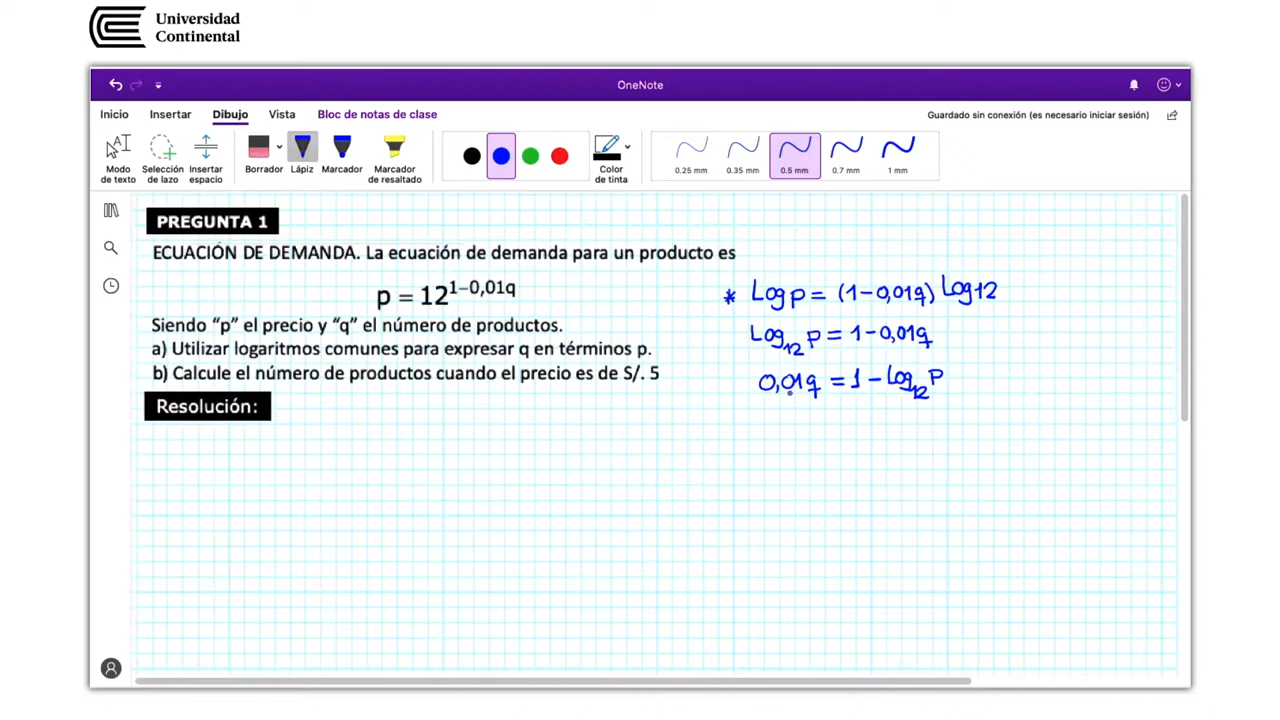 Universidad
Continental
OneNote
Inicio
Insertar
Dibujo
Vista
Bloc de notas de clase
Guardado sin conexión (es necesario iniciar sesión)
Modo
de texto
Selección
de lazo
Insertar
espacio
Borrador
Lápiz
Marcador
Marcador
de resaltado
Color
de tinta
0.25 mm
0.35 mm
0.5 mm
0.7 mm
1 mm
PREGUNTA 1
ECUACIÓN DE DEMANDA. La ecuación de demanda para un producto es
p = 12^{1−0,01q}
Siendo “p” el precio y “q” el número de productos.
a) Utilizar logaritmos comunes para expresar q en términos p.
b) Calcule el número de productos cuando el precio es de S/. 5
Resolución:
* Log p = (1 − 0,01q) Log 12
Log₁₂ p = 1 − 0,01q
0,01q = 1 − log₁₂ p